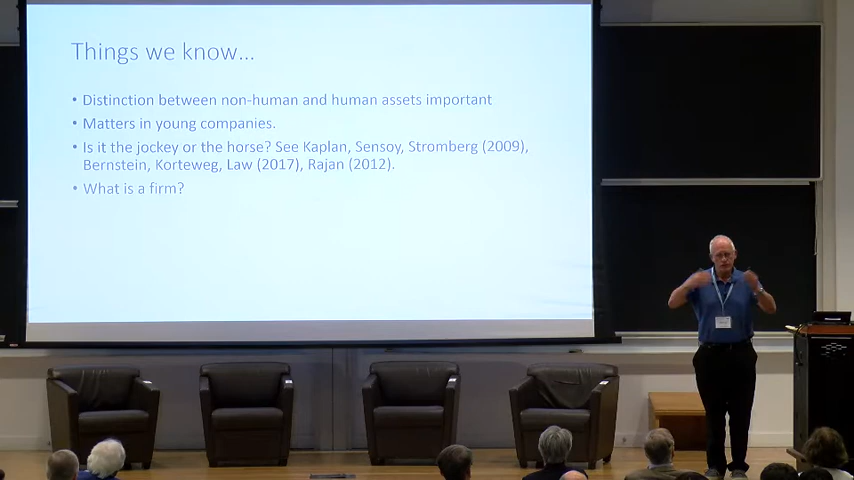 Things we know...
• Distinction between non-human and human assets important
• Matters in young companies.
• Is it the jockey or the horse? See Kaplan, Sensoy, Stromberg (2009),
Bernstein, Korteweg, Law (2017), Rajan (2012).
• What is a firm?